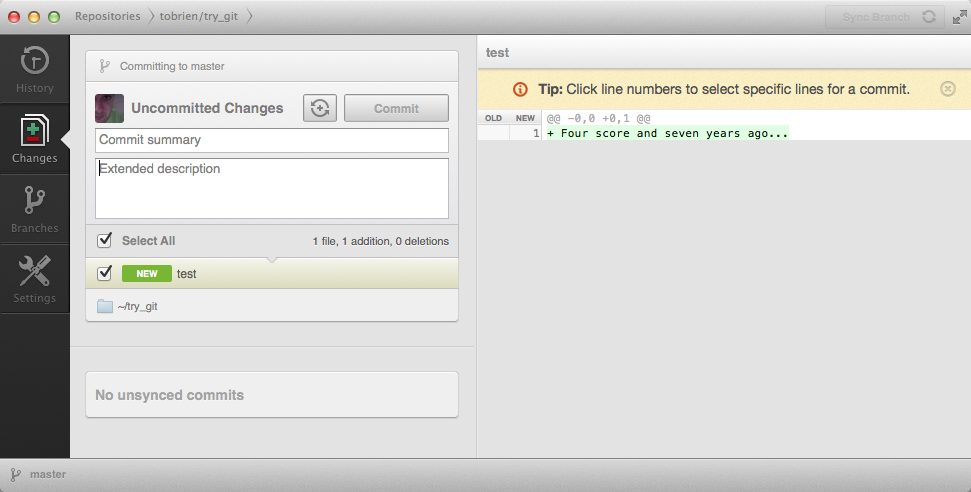 Repositories tobrien/try_git Sync Branch
History
Changes
Branches
Settings
Committing to master
Uncommitted Changes Commit
Commit summary
Extended description
Select All 1 file, 1 addition, 0 deletions
NEW test
~/try_git
No unsynced commits
test
Tip: Click line numbers to select specific lines for a commit.
OLD NEW @@ -0,0 +0,1 @@
1 + Four score and seven years ago...
master